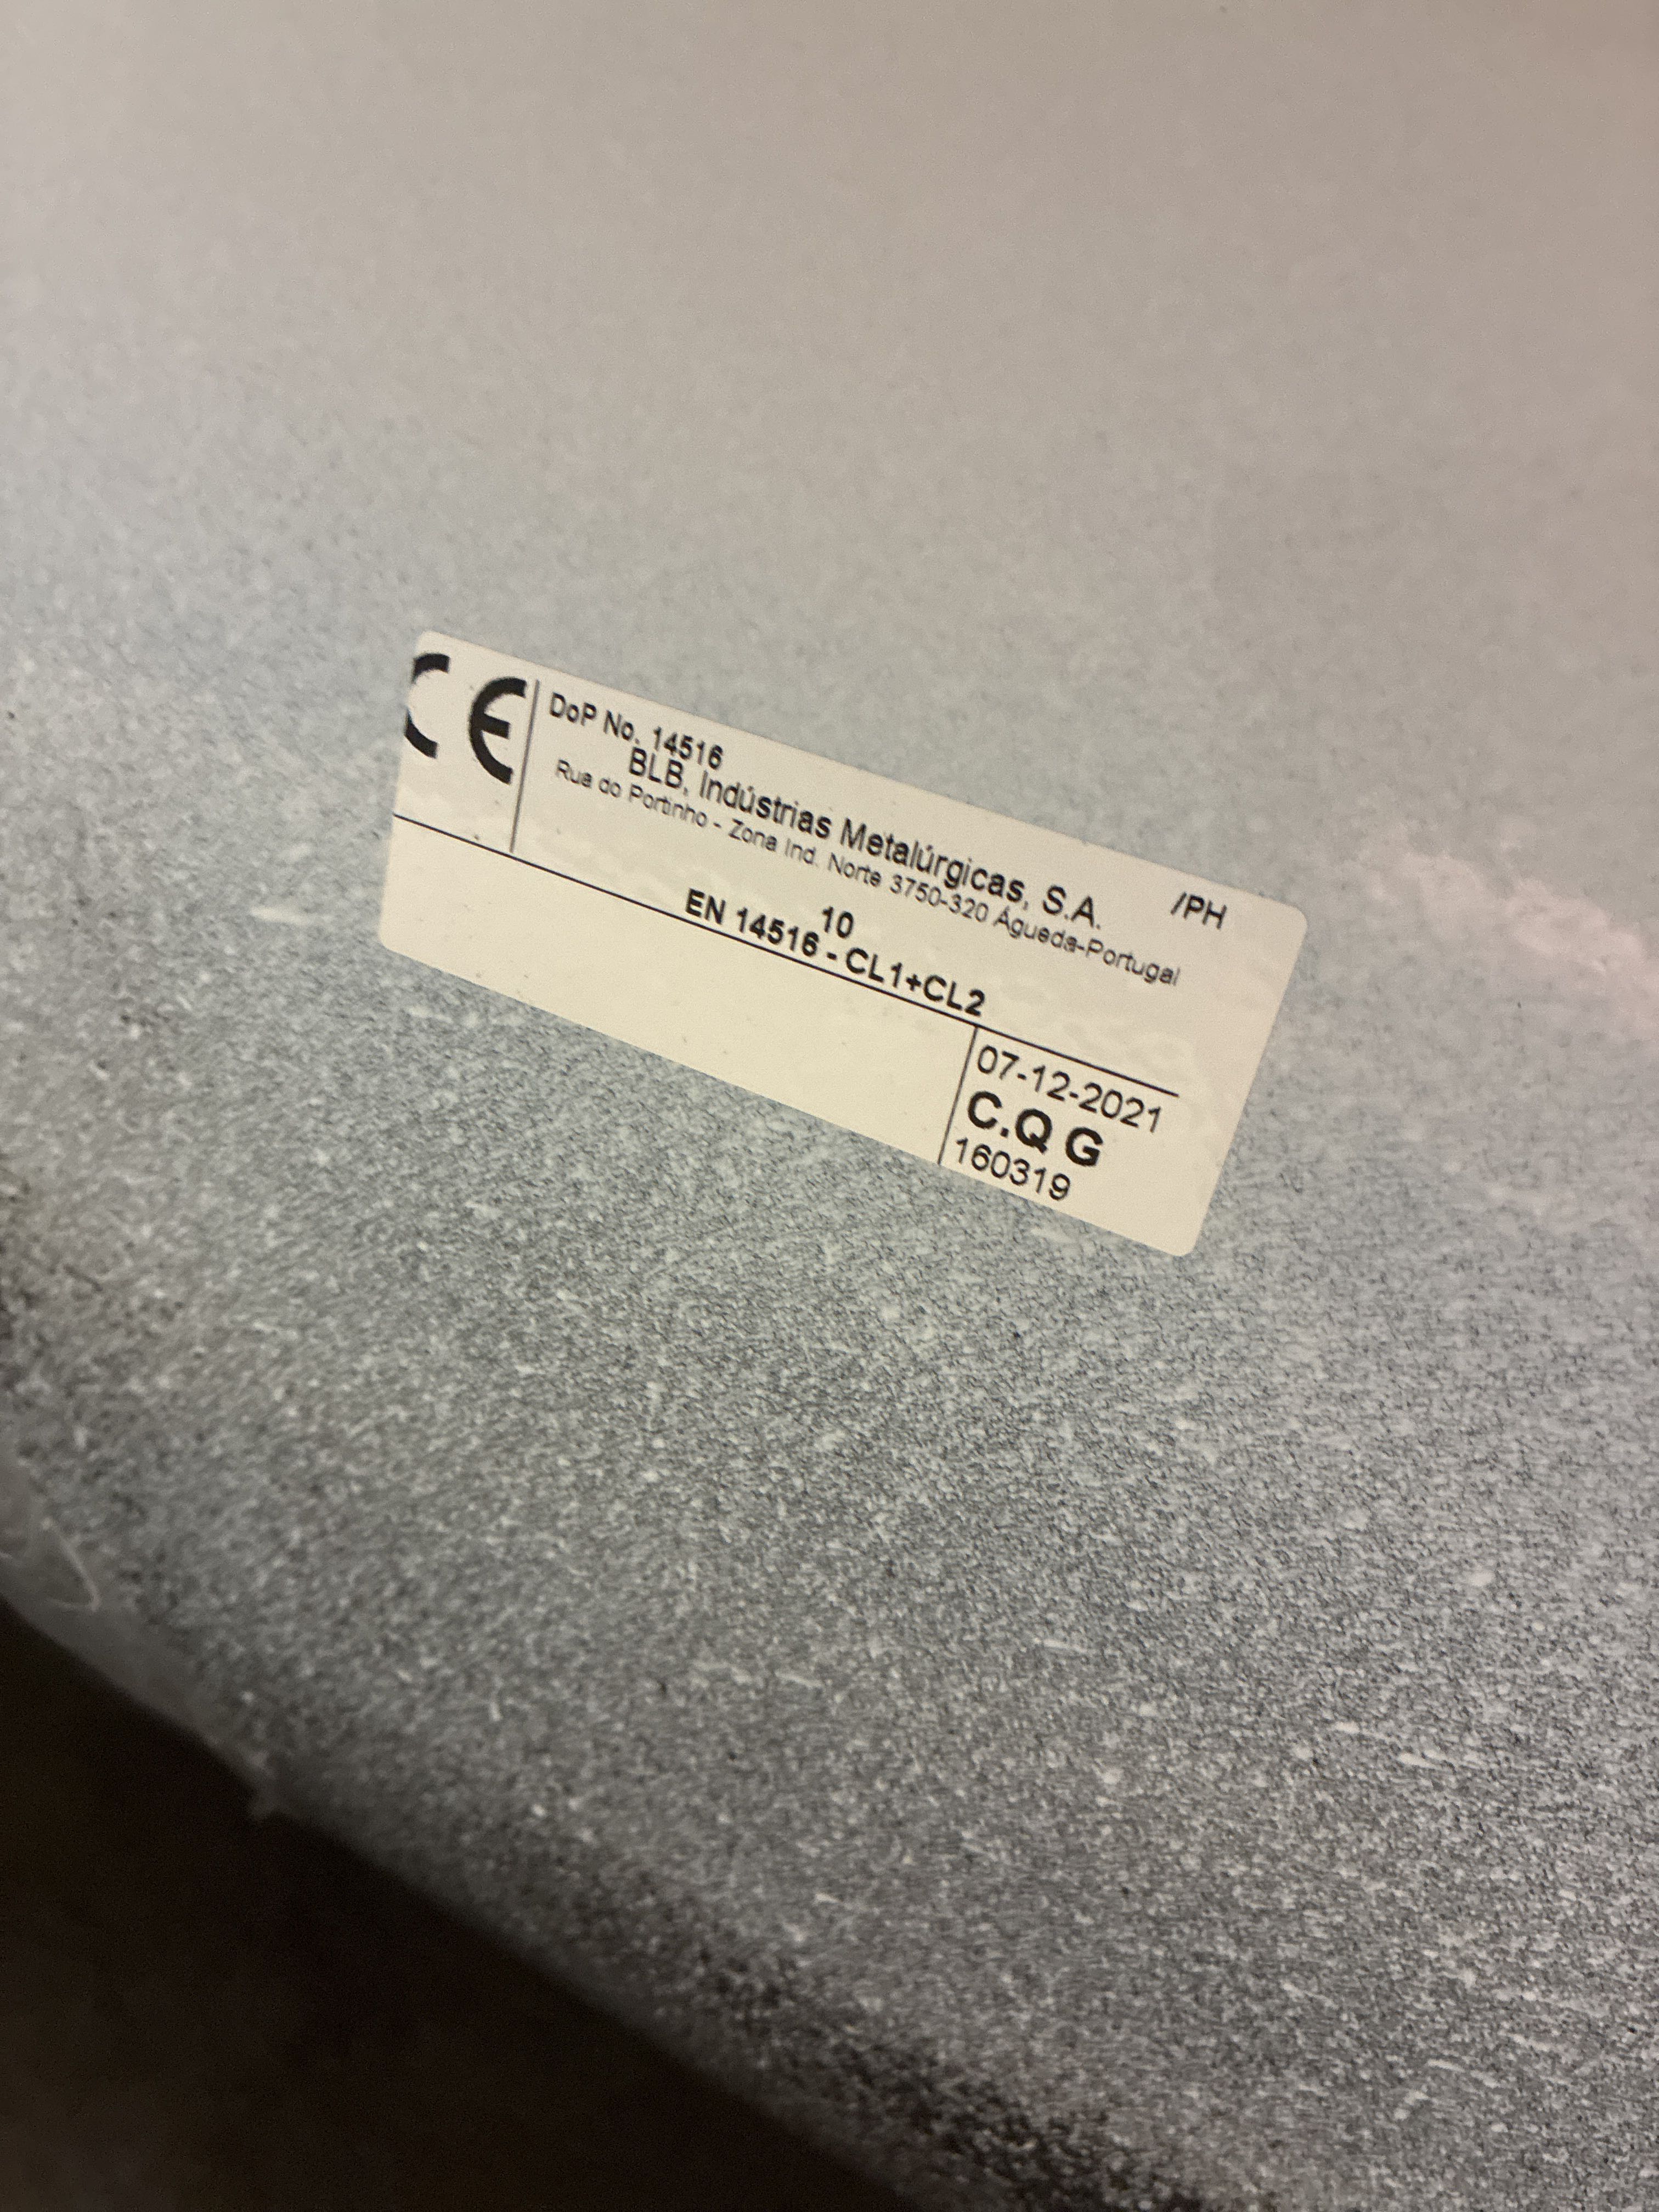 CE
DoP No. 14516
BLB, Indústrias Metalúrgicas, S.A. /PH
Rua do Portinho - Zona Ind. Norte 3750-320 Águeda-Portugal
10
EN 14516 - CL1+CL2
07-12-2021
C.Q G
160319